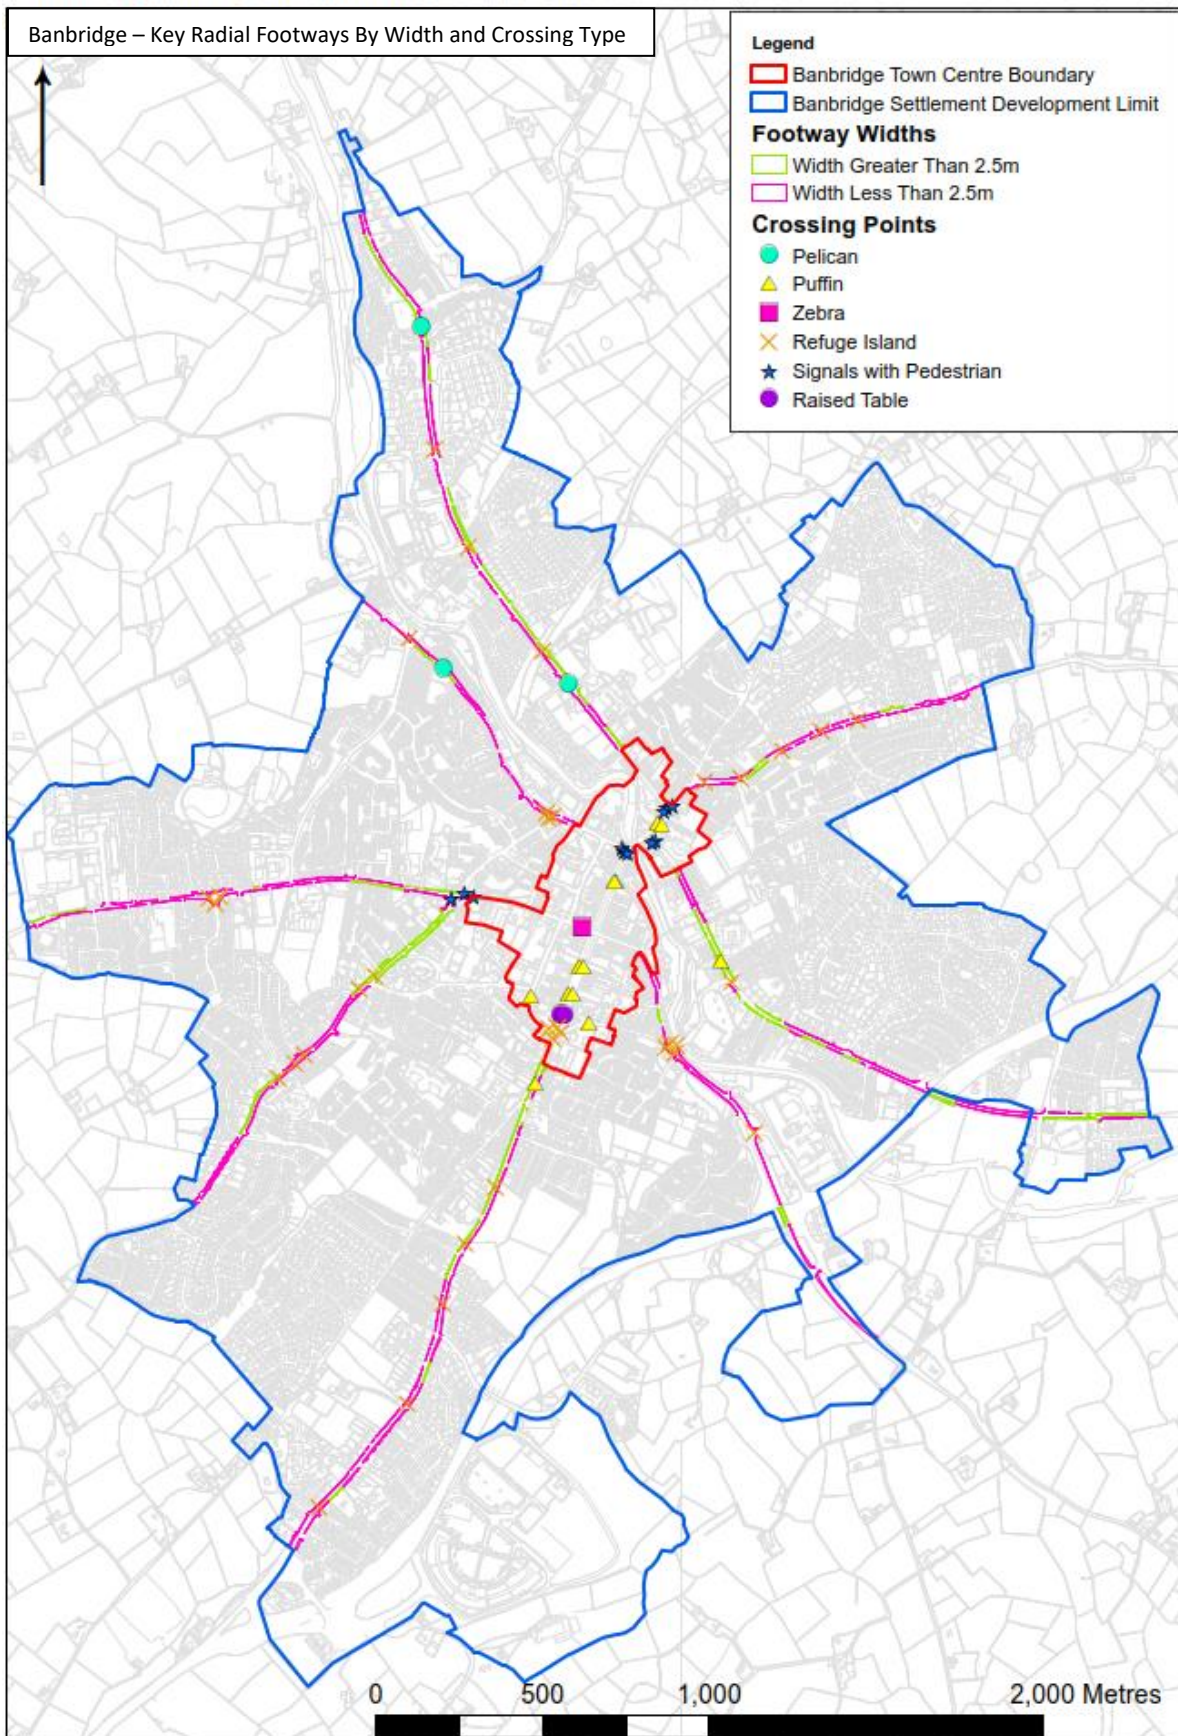 Banbridge – Key Radial Footways By Width and Crossing Type
Legend
Banbridge Town Centre Boundary
Banbridge Settlement Development Limit
Footway Widths
Width Greater Than 2.5m
Width Less Than 2.5m
Crossing Points
Pelican
Puffin
Zebra
Refuge Island
Signals with Pedestrian
Raised Table
0 500 1,000 2,000 Metres